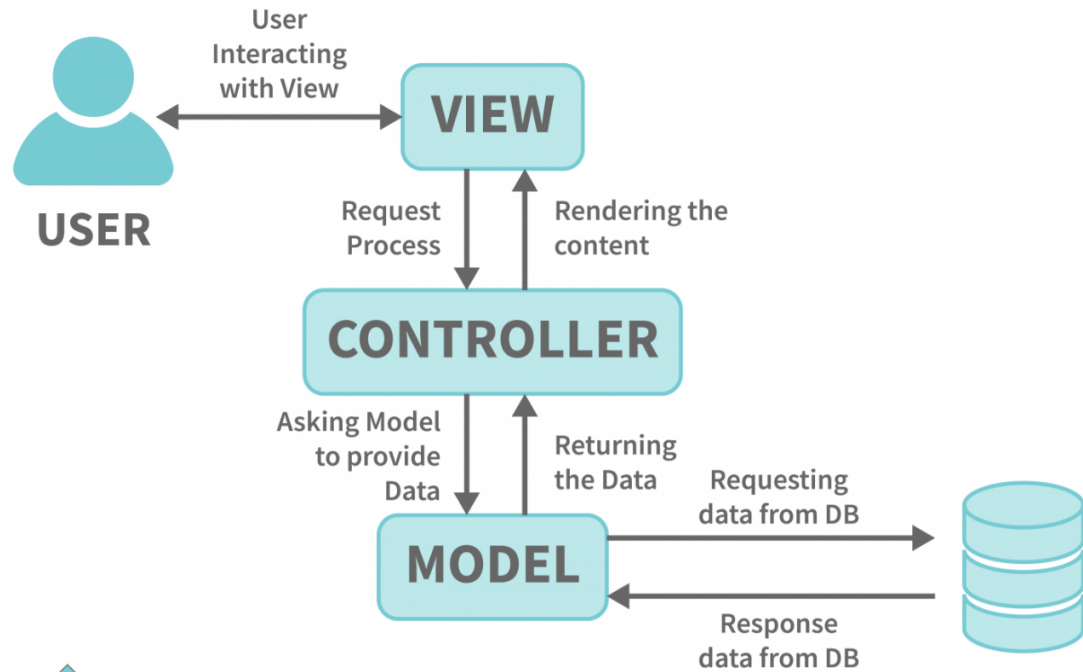 User
Interacting
with View
VIEW
USER
Request
Process
Rendering the
content
CONTROLLER
Asking Model
to provide
Data
Returning
the Data
Requesting
data from DB
MODEL
Response
data from DB